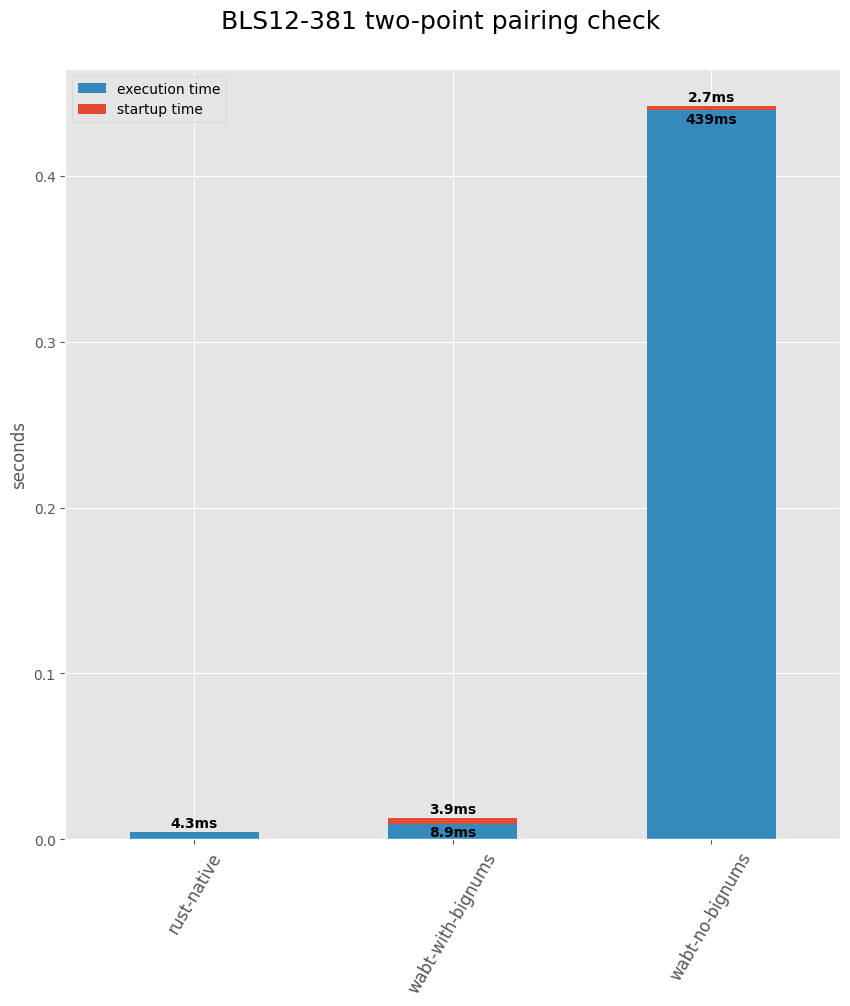 BLS12-381 two-point pairing check
execution time
startup time
2.7ms
439ms
0.4
0.3
seconds
0.2
0.1
3.9ms
4.3ms
8.9ms
0.0
rust-native
wabt-with-bignums
wabt-no-bignums